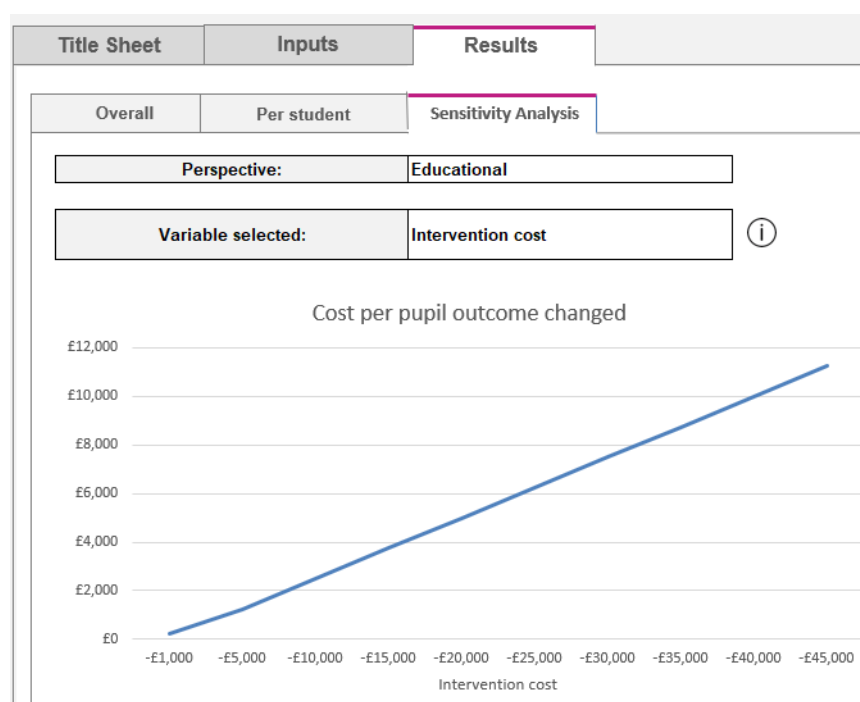 Title Sheet Inputs Results
Overall Per student Sensitivity Analysis
Perspective: Educational
Variable selected: Intervention cost i
Cost per pupil outcome changed
£12,000
£10,000
£8,000
£6,000
£4,000
£2,000
£0
-£1,000 -£5,000 -£10,000 -£15,000 -£20,000 -£25,000 -£30,000 -£35,000 -£40,000 -£45,000
Intervention cost